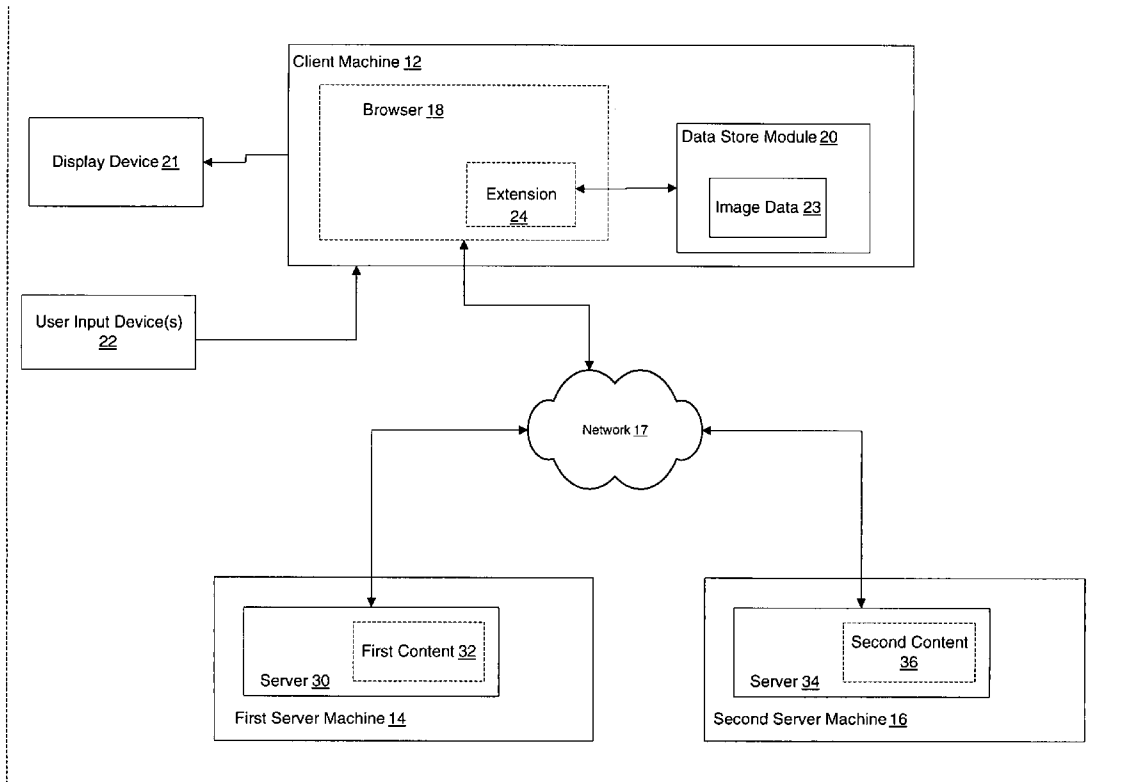 Client Machine 12
Browser 18
Data Store Module 20
Display Device 21
Extension
24
Image Data 23
User Input Device(s)
22
Network 17
First Content 32
Server 30
First Server Machine 14
Second Content
36
Server 34
Second Server Machine 16